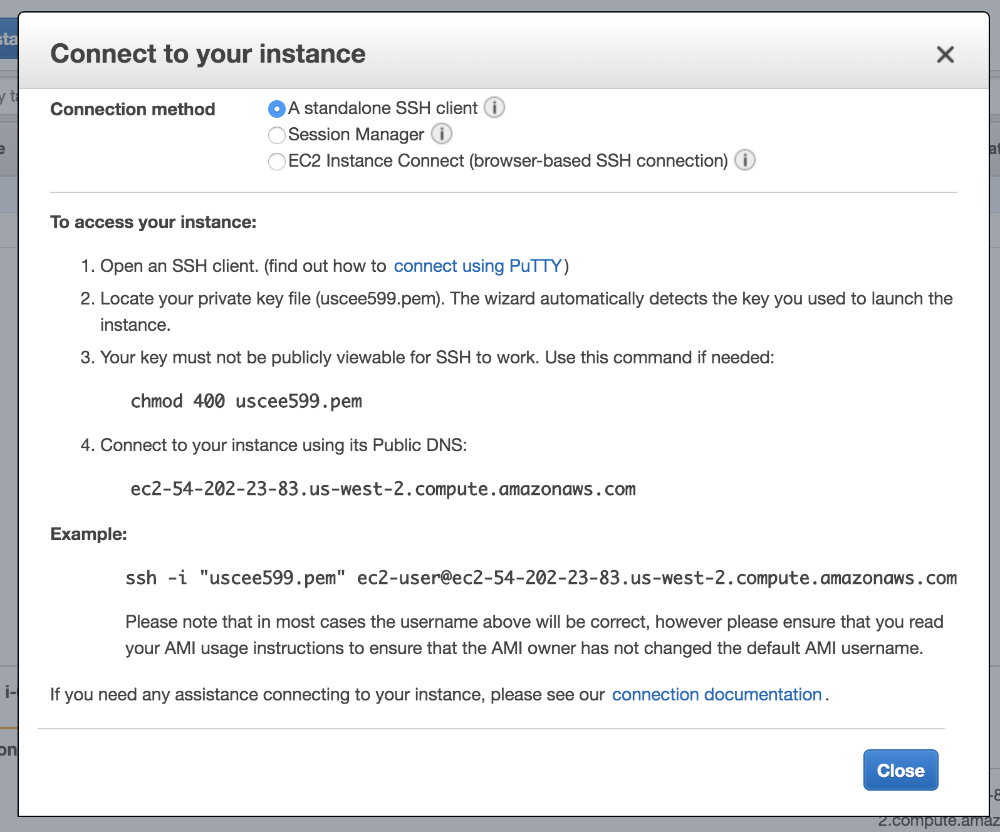 Connect to your instance
Connection method
A standalone SSH client
Session Manager
EC2 Instance Connect (browser-based SSH connection)
To access your instance:
1. Open an SSH client. (find out how to connect using PuTTY)
2. Locate your private key file (uscee599.pem). The wizard automatically detects the key you used to launch the
instance.
3. Your key must not be publicly viewable for SSH to work. Use this command if needed:
chmod 400 uscee599.pem
4. Connect to your instance using its Public DNS:
ec2-54-202-23-83.us-west-2.compute.amazonaws.com
Example:
ssh -i "uscee599.pem" ec2-user@ec2-54-202-23-83.us-west-2.compute.amazonaws.com
Please note that in most cases the username above will be correct, however please ensure that you read
your AMI usage instructions to ensure that the AMI owner has not changed the default AMI username.
If you need any assistance connecting to your instance, please see our connection documentation.
Close
2.compute.amaz